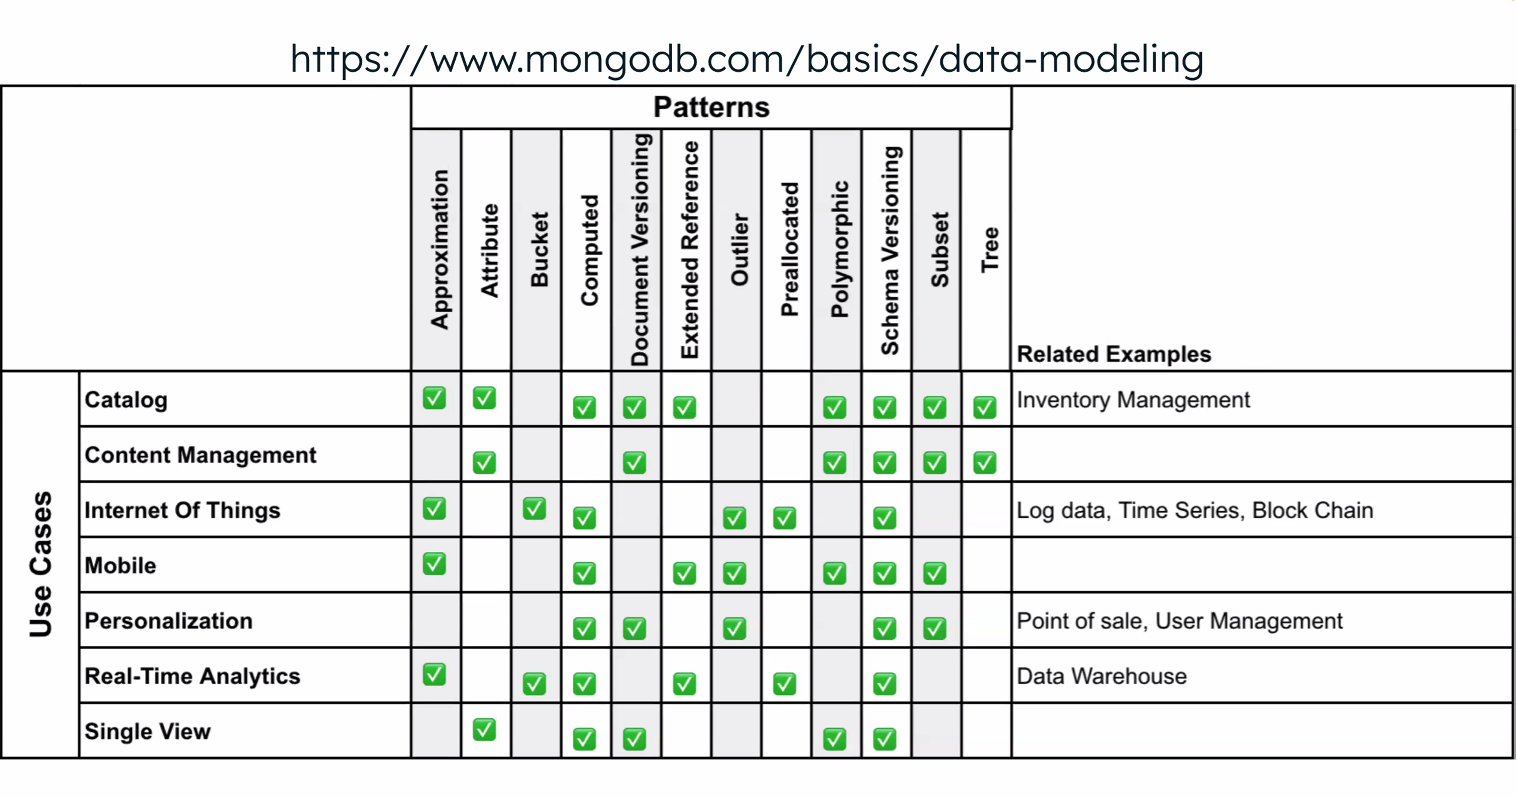 https://www.mongodb.com/basics/data-modeling
Patterns
Approximation
Attribute
Bucket
Computed
Document Versioning
Extended Reference
Outlier
Preallocated
Polymorphic
Schema Versioning
Subset
Tree
Related Examples
Use Cases
Catalog ✅ ✅ ✅ ✅ ✅ ✅ ✅ ✅ ✅ Inventory Management
Content Management ✅ ✅ ✅ ✅ ✅ ✅
Internet Of Things ✅ ✅ ✅ ✅ ✅ ✅ Log data, Time Series, Block Chain
Mobile ✅ ✅ ✅ ✅ ✅ ✅ ✅
Personalization ✅ ✅ ✅ ✅ ✅ Point of sale, User Management
Real-Time Analytics ✅ ✅ ✅ ✅ ✅ ✅ Data Warehouse
Single View ✅ ✅ ✅ ✅ ✅